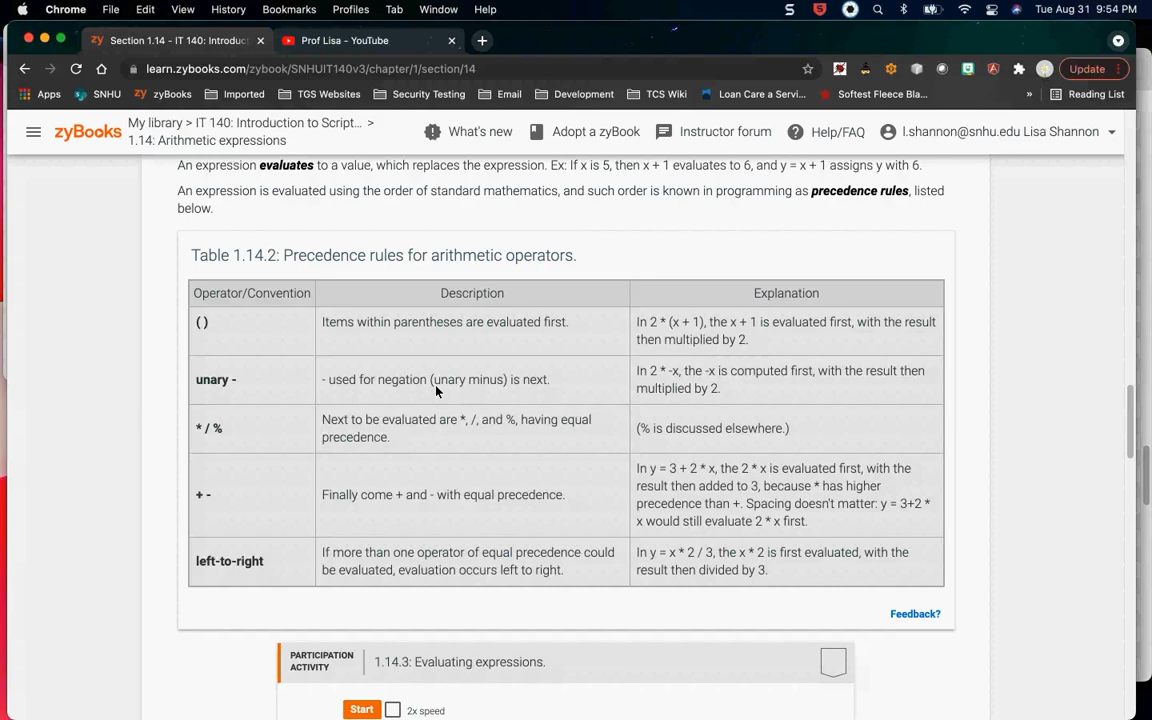 Chrome File Edit View History Bookmarks Profiles Tab Window Help Tue Aug 31 9:54 PM
zy Section 1.14 - IT 140: Introduc Prof Lisa - YouTube
learn.zybooks.com/zybook/SNHUIT140v3/chapter/1/section/14 Update
Apps SNHU zy zyBooks Imported TGS Websites Security Testing Email Development TCS Wiki Loan Care a Servi... Softest Fleece Bla... » Reading List
zyBooks My library > IT 140: Introduction to Script... >
1.14: Arithmetic expressions
What's new Adopt a zyBook Instructor forum Help/FAQ l.shannon@snhu.edu Lisa Shannon
An expression evaluates to a value, which replaces the expression. Ex: If x is 5, then x + 1 evaluates to 6, and y = x + 1 assigns y with 6.
An expression is evaluated using the order of standard mathematics, and such order is known in programming as precedence rules, listed
below.
Table 1.14.2: Precedence rules for arithmetic operators.
Operator/Convention Description Explanation
( ) Items within parentheses are evaluated first. In 2 * (x + 1), the x + 1 is evaluated first, with the result
then multiplied by 2.
unary - - used for negation (unary minus) is next. In 2 * -x, the -x is computed first, with the result then
multiplied by 2.
* / % Next to be evaluated are *, /, and %, having equal
precedence. (% is discussed elsewhere.)
+ - Finally come + and - with equal precedence. In y = 3 + 2 * x, the 2 * x is evaluated first, with the
result then added to 3, because * has higher
precedence than +. Spacing doesn't matter: y = 3+2 *
x would still evaluate 2 * x first.
left-to-right If more than one operator of equal precedence could
be evaluated, evaluation occurs left to right. In y = x * 2 / 3, the x * 2 is first evaluated, with the
result then divided by 3.
Feedback?
PARTICIPATION
ACTIVITY 1.14.3: Evaluating expressions.
Start 2x speed